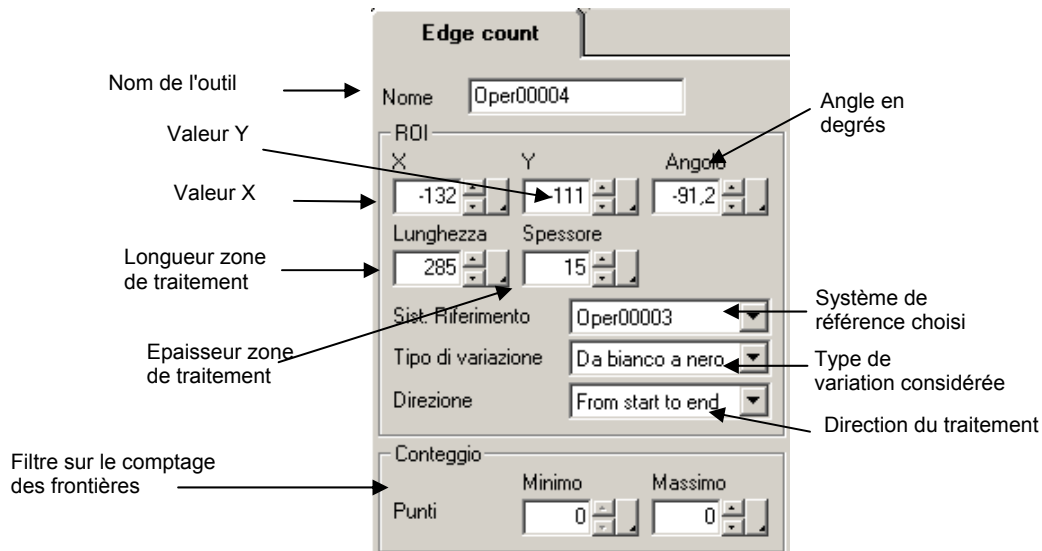 Edge count
Nom de l'outil
Nome
Oper00004
Angle en
degrés
Valeur Y
ROI
X
Y
Angolo
Valeur X
-132
-111
-91,2
Lunghezza
Spessore
Longueur zone
de traitement
285
15
Système de
référence choisi
Sist. Riferimento
Oper00003
Epaisseur zone
de traitement
Tipo di variazione
Da bianco a nero
Type de
variation considérée
Direzione
From start to end
Direction du traitement
Filtre sur le comptage
des frontières
Conteggio
Minimo
Massimo
Punti
0
0